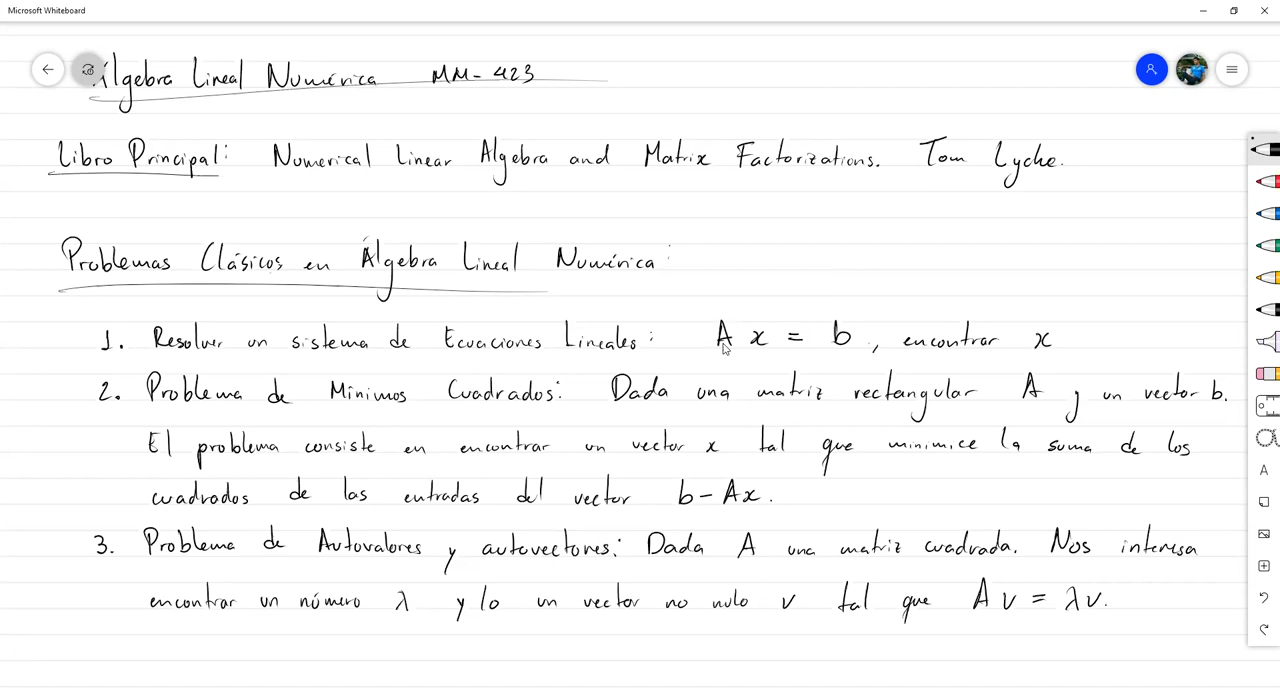 Microsoft Whiteboard
Álgebra Lineal Numérica MM-423
Libro Principal: Numerical Linear Algebra and Matrix Factorizations. Tom Lyche.
Problemas Clásicos en Álgebra Lineal Numérica:
1. Resolver un sistema de Ecuaciones Lineales: A x = b, encontrar x
2. Problema de Mínimos Cuadrados: Dada una matriz rectangular A y un vector b.
El problema consiste en encontrar un vector x tal que minimice la suma de los
cuadrados de las entradas del vector b-Ax.
3. Problema de Autovalores y autovectores: Dada A una matriz cuadrada. Nos interesa
encontrar un número λ y/o un vector no nulo v tal que A v = λv.
A